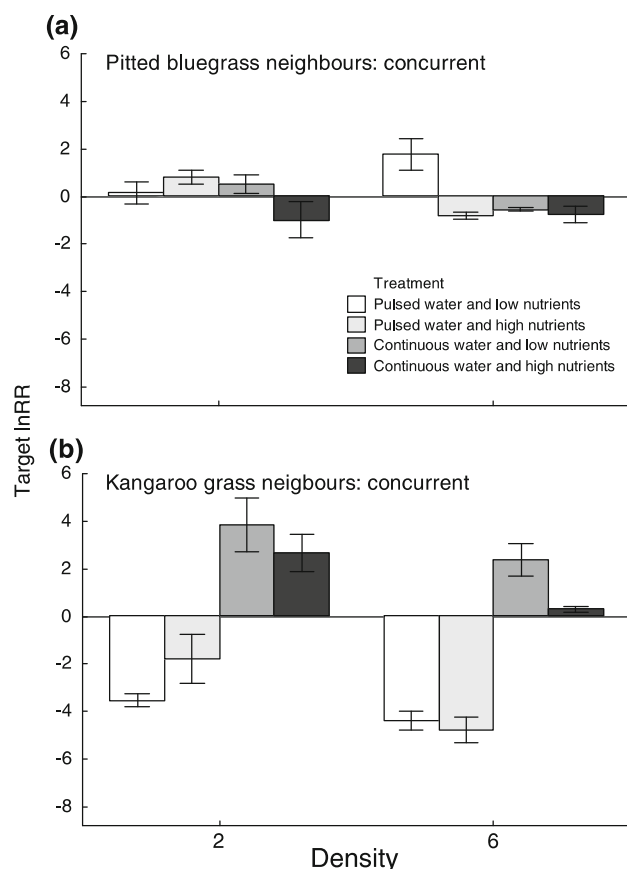 (a)
Pitted bluegrass neighbours: concurrent
6
4
2
0
-2
-4
-6
-8
Treatment
Pulsed water and low nutrients
Pulsed water and high nutrients
Continuous water and low nutrients
Continuous water and high nutrients
Target lnRR
(b)
Kangaroo grass neigbours: concurrent
6
4
2
0
-2
-4
-6
-8
2
6
Density